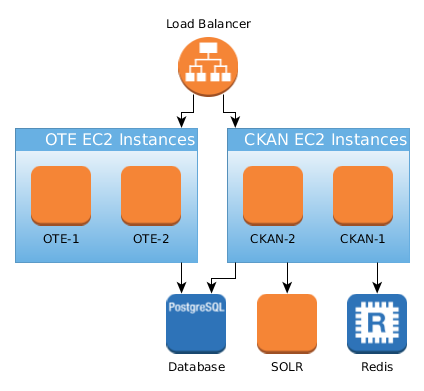 Load Balancer
OTE EC2 Instances
CKAN EC2 Instances
OTE-1
OTE-2
CKAN-2
CKAN-1
PostgreSQL
R
Database
SOLR
Redis